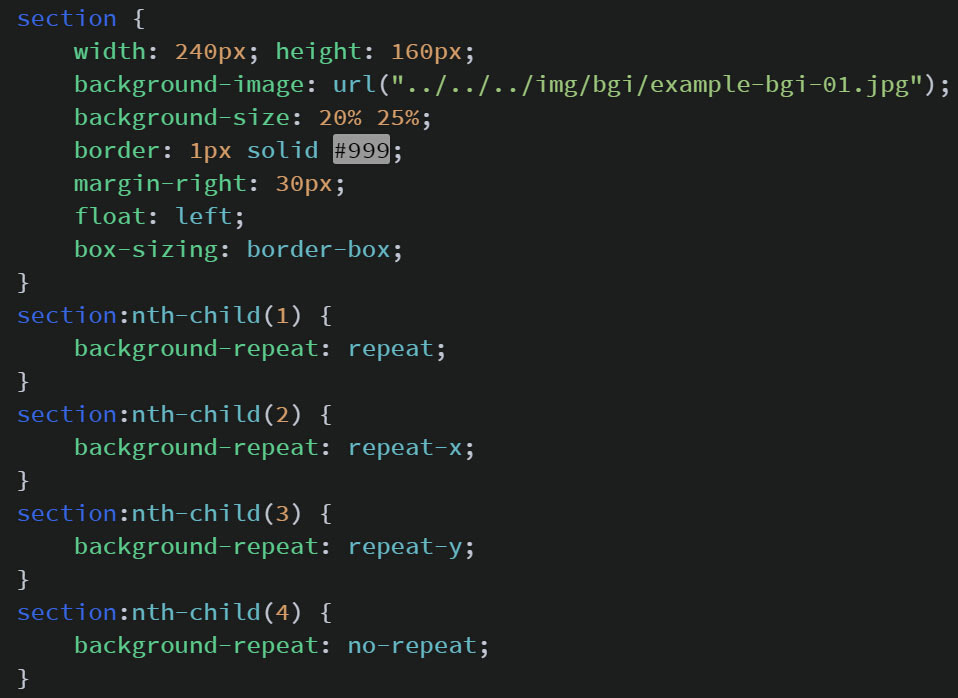 section {
    width: 240px; height: 160px;
    background-image: url("../../../img/bgi/example-bgi-01.jpg");
    background-size: 20% 25%;
    border: 1px solid #999;
    margin-right: 30px;
    float: left;
    box-sizing: border-box;
}
section:nth-child(1) {
    background-repeat: repeat;
}
section:nth-child(2) {
    background-repeat: repeat-x;
}
section:nth-child(3) {
    background-repeat: repeat-y;
}
section:nth-child(4) {
    background-repeat: no-repeat;
}